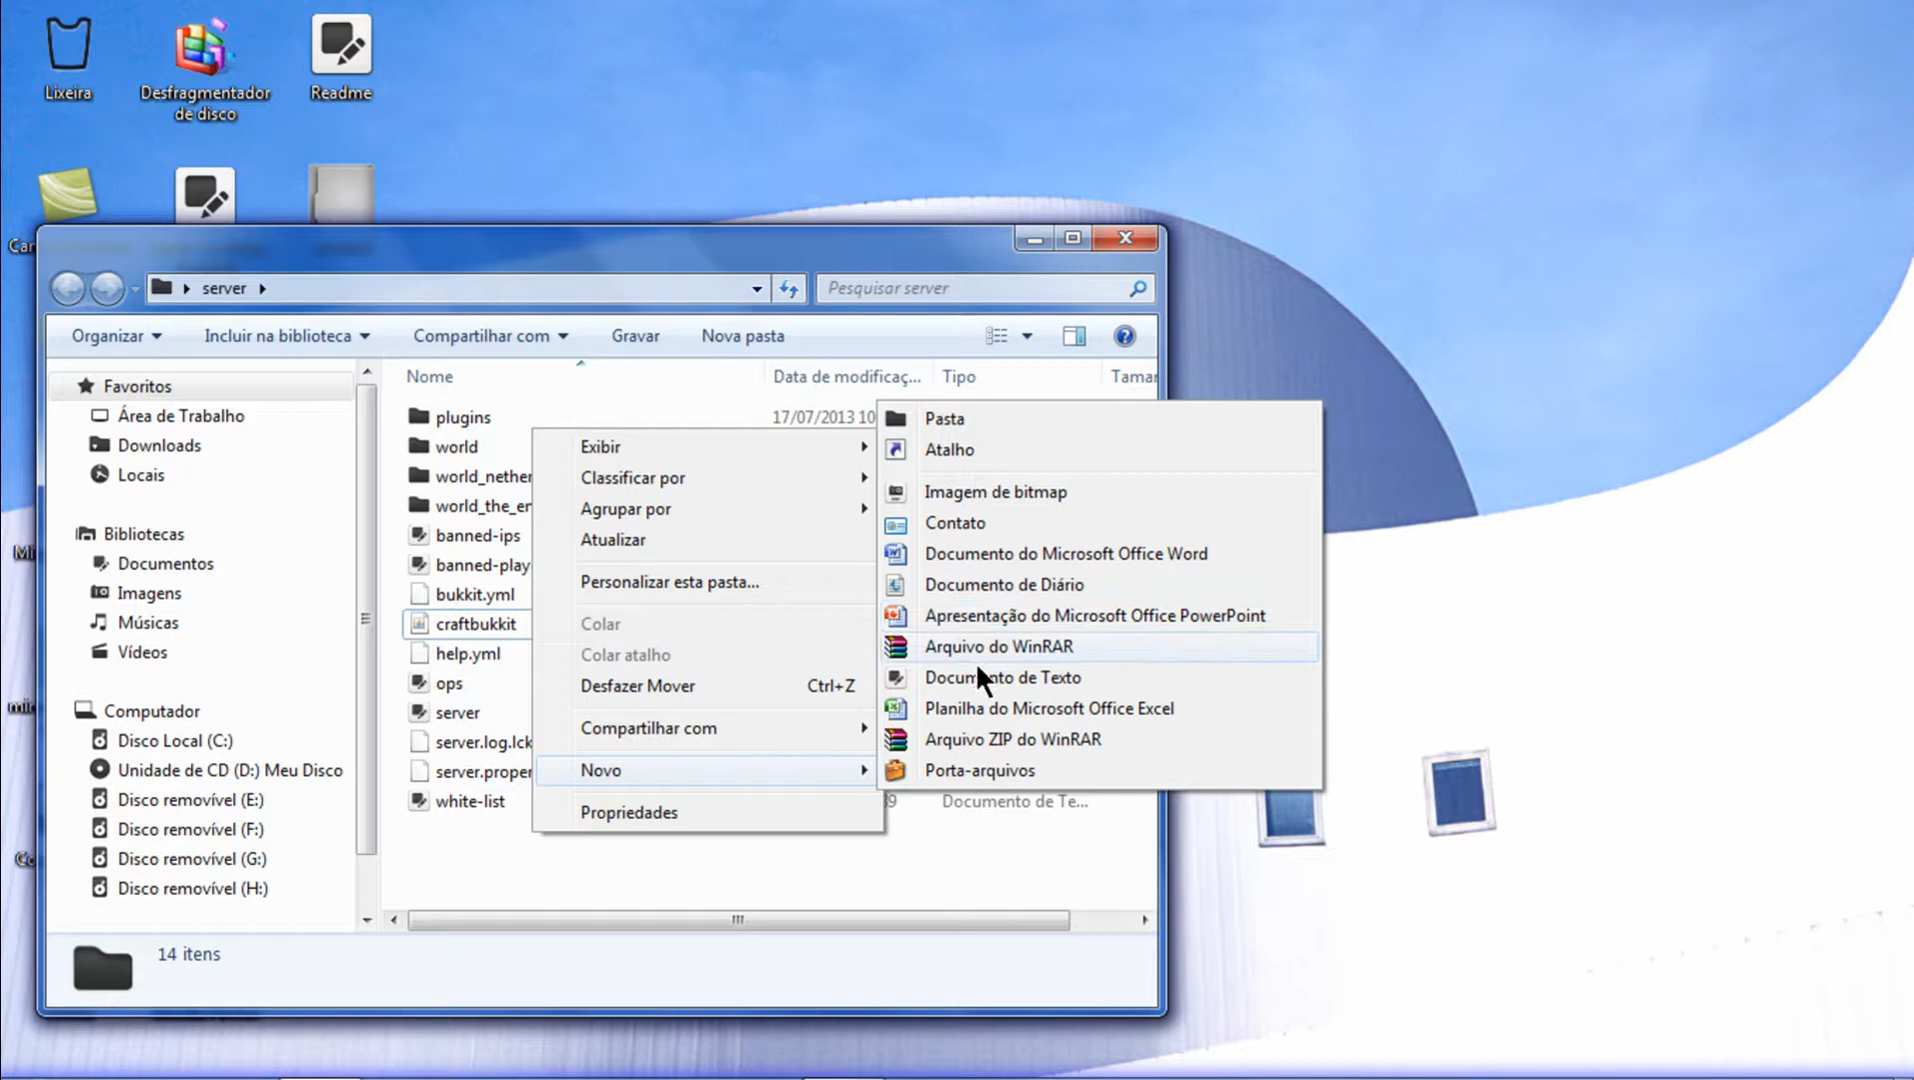 Lixeira
Desfragmentador
de disco
Readme
server
Pesquisar server
Organizar
Incluir na biblioteca
Compartilhar com
Gravar
Nova pasta
Nome
Data de modificaç...
Tipo
Favoritos
Área de Trabalho
Downloads
Locais
Bibliotecas
Documentos
Imagens
Músicas
Vídeos
Computador
Disco Local (C:)
Unidade de CD (D:) Meu Disco
Disco removível (E:)
Disco removível (F:)
Disco removível (G:)
Disco removível (H:)
plugins
17/07/2013 10
world
world_nether
world_the_en
banned-ips
banned-play
bukkit.yml
craftbukkit
help.yml
ops
server
server.log.lck
server.proper
white-list
Documento de Te...
Exibir
Classificar por
Agrupar por
Atualizar
Personalizar esta pasta...
Colar
Colar atalho
Desfazer Mover Ctrl+Z
Compartilhar com
Novo
Propriedades
Pasta
Atalho
Imagem de bitmap
Contato
Documento do Microsoft Office Word
Documento de Diário
Apresentação do Microsoft Office PowerPoint
Arquivo do WinRAR
Documento de Texto
Planilha do Microsoft Office Excel
Arquivo ZIP do WinRAR
Porta-arquivos
14 itens